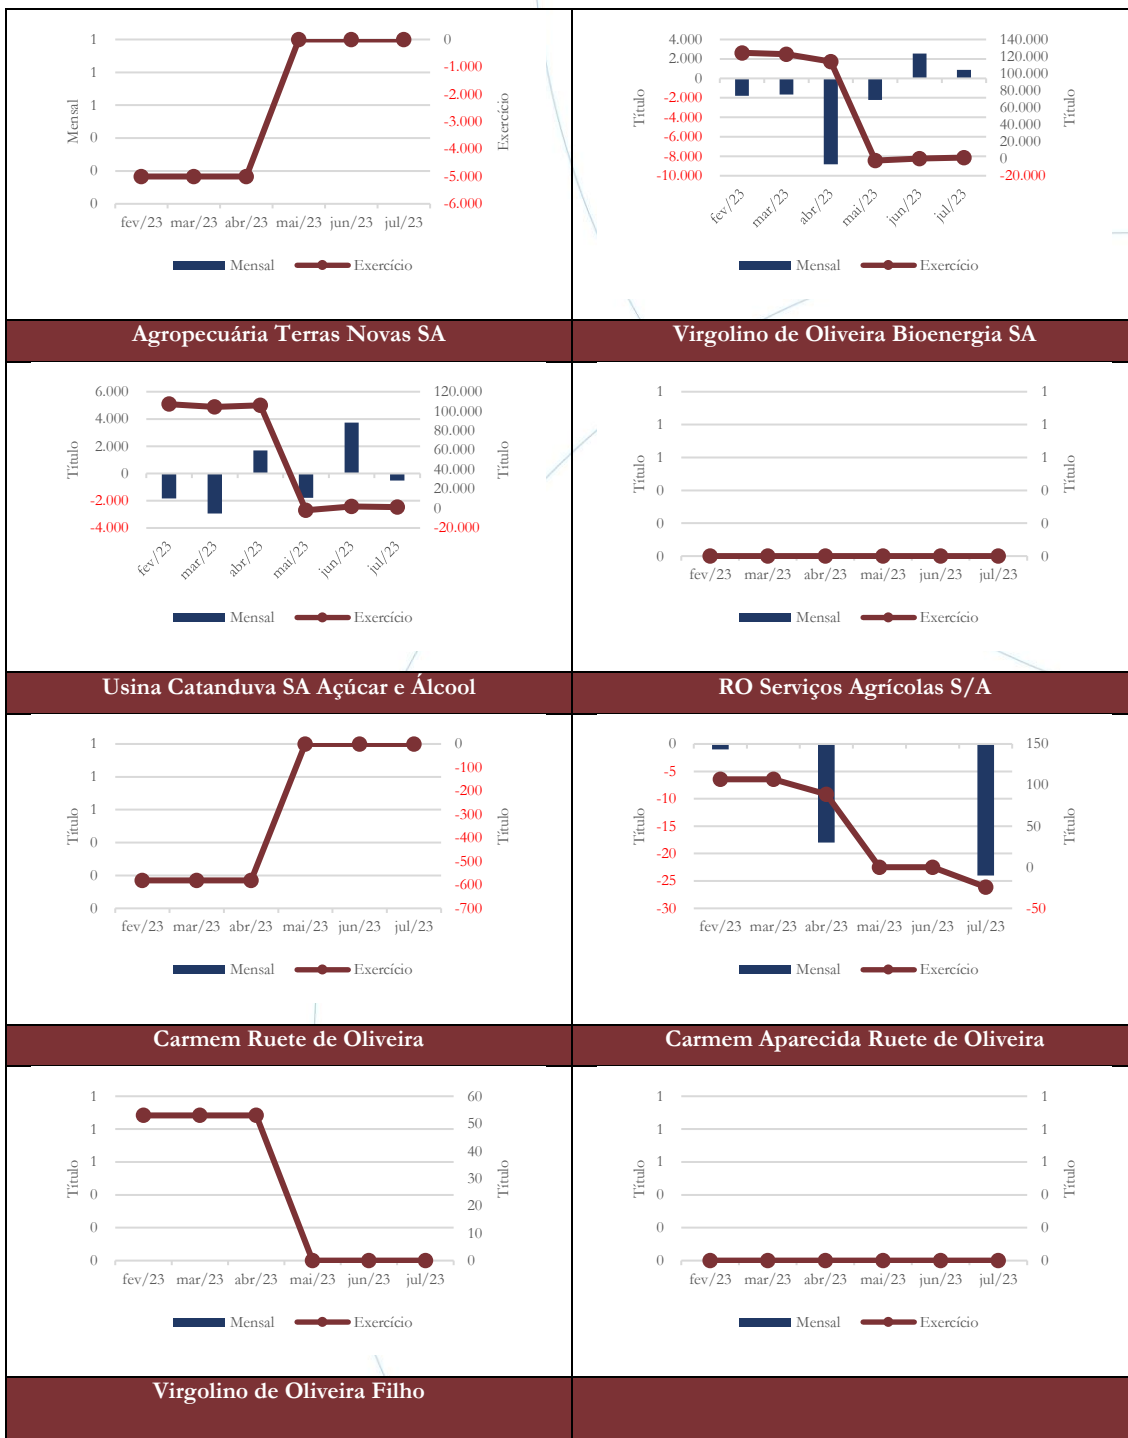 1
1
1
0
0
0
Mensal
0
-1.000
-2.000
-3.000
-4.000
-5.000
-6.000
Exercício
fev/23 mar/23 abr/23 mai/23 jun/23 jul/23
Mensal Exercício
4.000
2.000
0
-2.000
-4.000
-6.000
-8.000
-10.000
Título
140.000
120.000
100.000
80.000
60.000
40.000
20.000
0
-20.000
Título
fev/23 mar/23 abr/23 mai/23 jun/23 jul/23
Mensal Exercício
Agropecuária Terras Novas SA
Virgolino de Oliveira Bioenergia SA
6.000
4.000
2.000
0
-2.000
-4.000
Título
120.000
100.000
80.000
60.000
40.000
20.000
0
-20.000
Título
fev/23 mar/23 abr/23 mai/23 jun/23 jul/23
Mensal Exercício
1
1
1
0
0
0
Título
1
1
1
0
0
0
Título
fev/23 mar/23 abr/23 mai/23 jun/23 jul/23
Mensal Exercício
Usina Catanduva SA Açúcar e Álcool
RO Serviços Agrícolas S/A
1
1
1
0
0
0
Título
0
-100
-200
-300
-400
-500
-600
-700
Título
fev/23 mar/23 abr/23 mai/23 jun/23 jul/23
Mensal Exercício
0
-5
-10
-15
-20
-25
-30
Título
150
100
50
0
-50
Título
fev/23 mar/23 abr/23 mai/23 jun/23 jul/23
Mensal Exercício
Carmem Ruete de Oliveira
Carmem Aparecida Ruete de Oliveira
1
1
1
0
0
0
Título
60
50
40
30
20
10
0
Título
fev/23 mar/23 abr/23 mai/23 jun/23 jul/23
Mensal Exercício
1
1
1
0
0
0
Título
1
1
1
0
0
0
Título
fev/23 mar/23 abr/23 mai/23 jun/23 jul/23
Mensal Exercício
Virgolino de Oliveira Filho